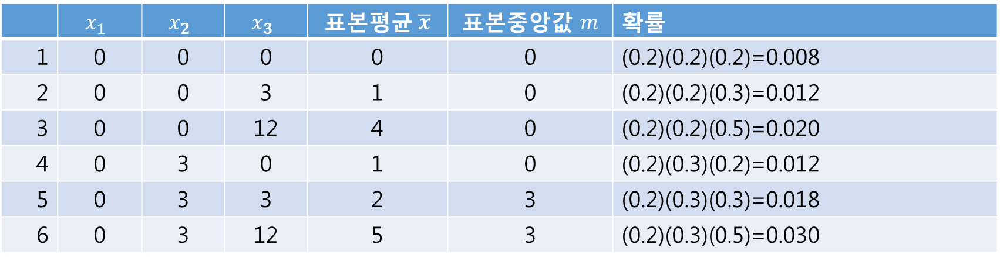 x₁ x₂ x₃ 표본평균 x̅ 표본중앙값 m 확률
1 0 0 0 0 0 (0.2)(0.2)(0.2)=0.008
2 0 0 3 1 0 (0.2)(0.2)(0.3)=0.012
3 0 0 12 4 0 (0.2)(0.2)(0.5)=0.020
4 0 3 0 1 0 (0.2)(0.3)(0.2)=0.012
5 0 3 3 2 3 (0.2)(0.3)(0.3)=0.018
6 0 3 12 5 3 (0.2)(0.3)(0.5)=0.030